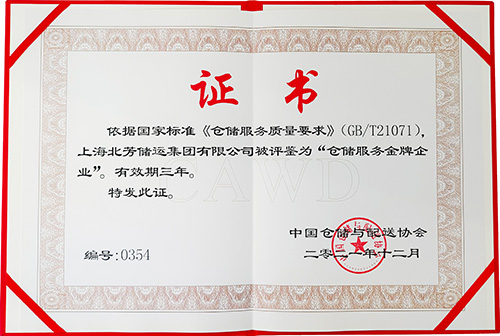 证书
依据国家标准《仓储服务质量要求》(GB/T21071),
上海北芳储运集团有限公司被评鉴为“仓储服务金牌企
业”。有效期三年。
特发此证。
CAWD
中国仓储与配送协会
编号:0354
二〇二一年十二月